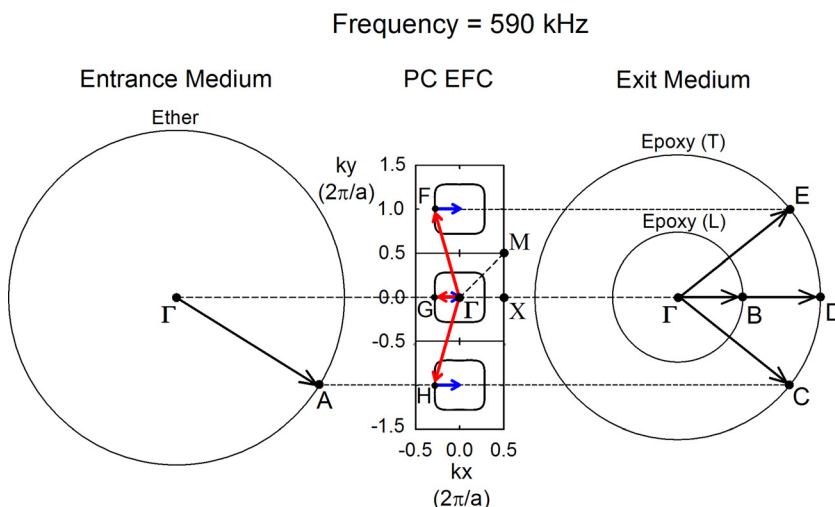 Frequency = 590 kHz
Entrance Medium
PC EFC
Exit Medium
Ether
ky
(2π/a)
1.5
1.0
0.5
0.0
-0.5
-1.0
-1.5
-0.5 0.0 0.5
kx
(2π/a)
Γ
A
F
G
H
Γ
M
X
Epoxy (T)
Epoxy (L)
Γ
B
D
E
C